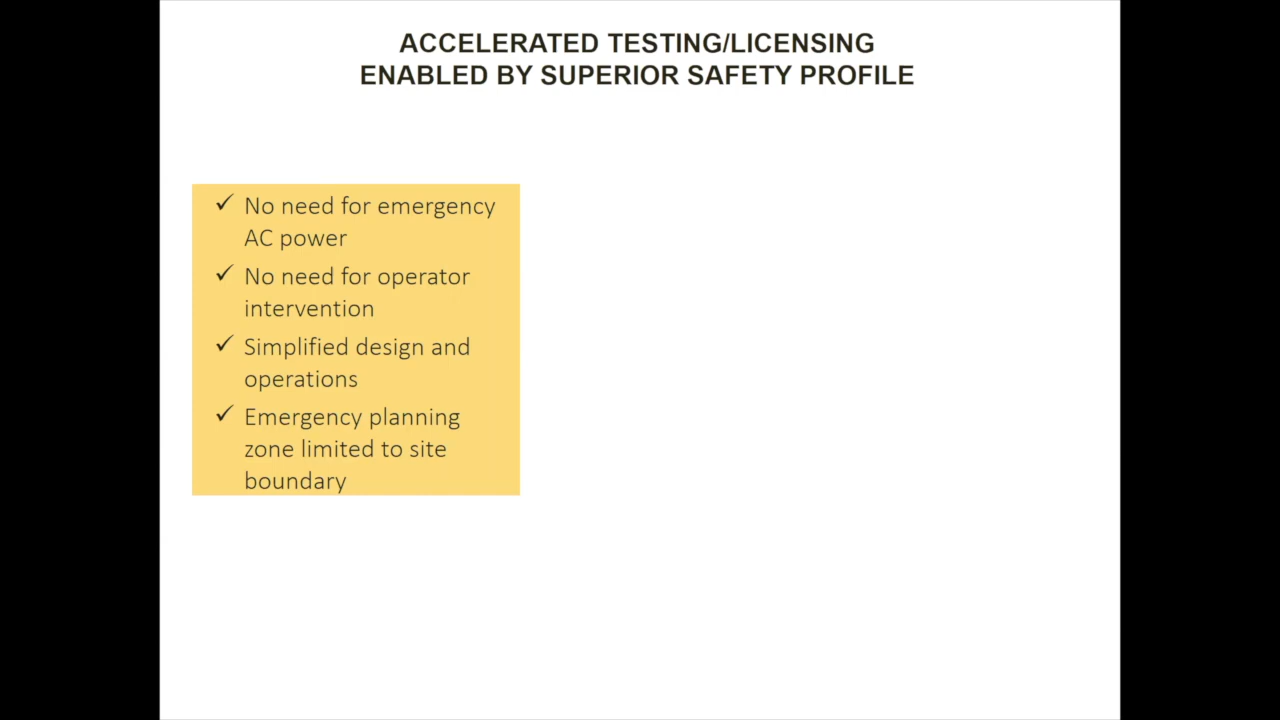 ACCELERATED TESTING/LICENSING
ENABLED BY SUPERIOR SAFETY PROFILE
✓ No need for emergency
AC power
✓ No need for operator
intervention
✓ Simplified design and
operations
✓ Emergency planning
zone limited to site
boundary